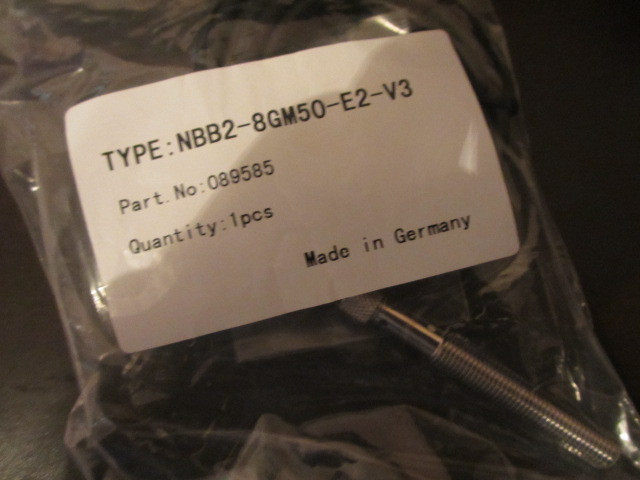 TYPE:NBB2-8GM50-E2-V3
Part.No:089585
Quantity:1pcs
Made in Germany